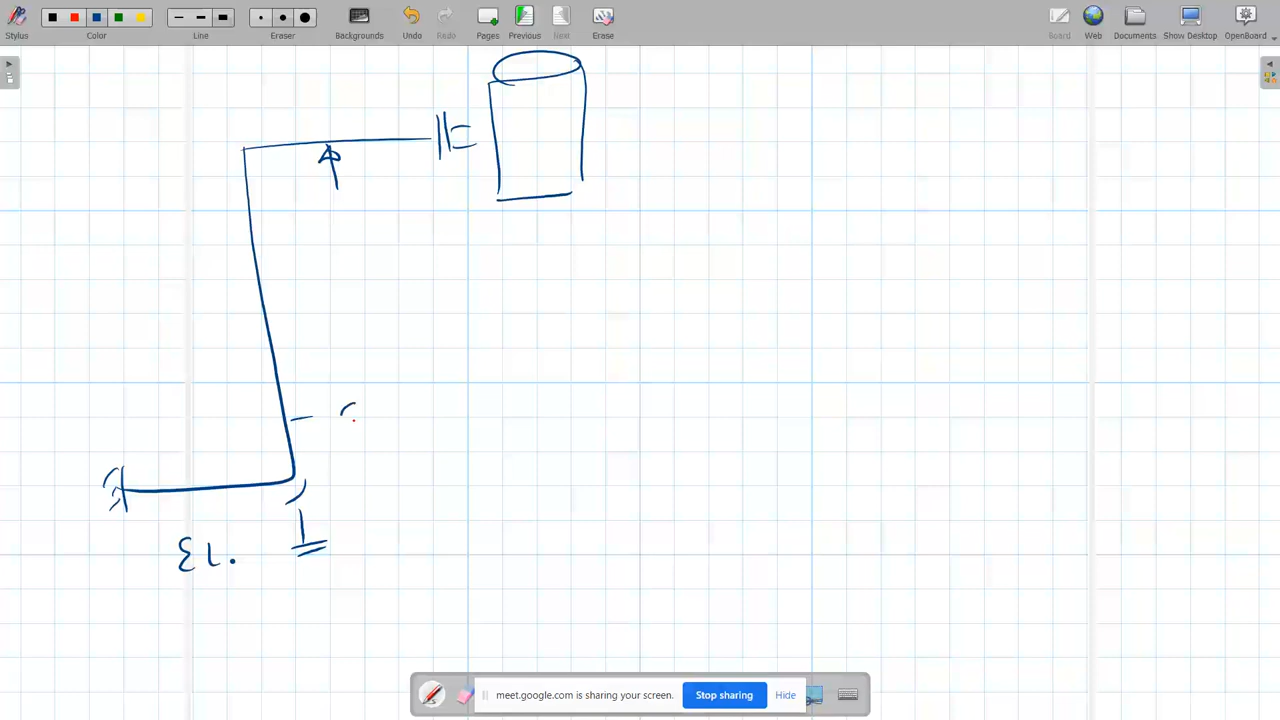 Stylus
Color
Line
Eraser
Backgrounds
Undo
Redo
Pages
Previous
Next
Erase
Board
Web
Documents
Show Desktop
OpenBoard
meet.google.com is sharing your screen.
Stop sharing
Hide